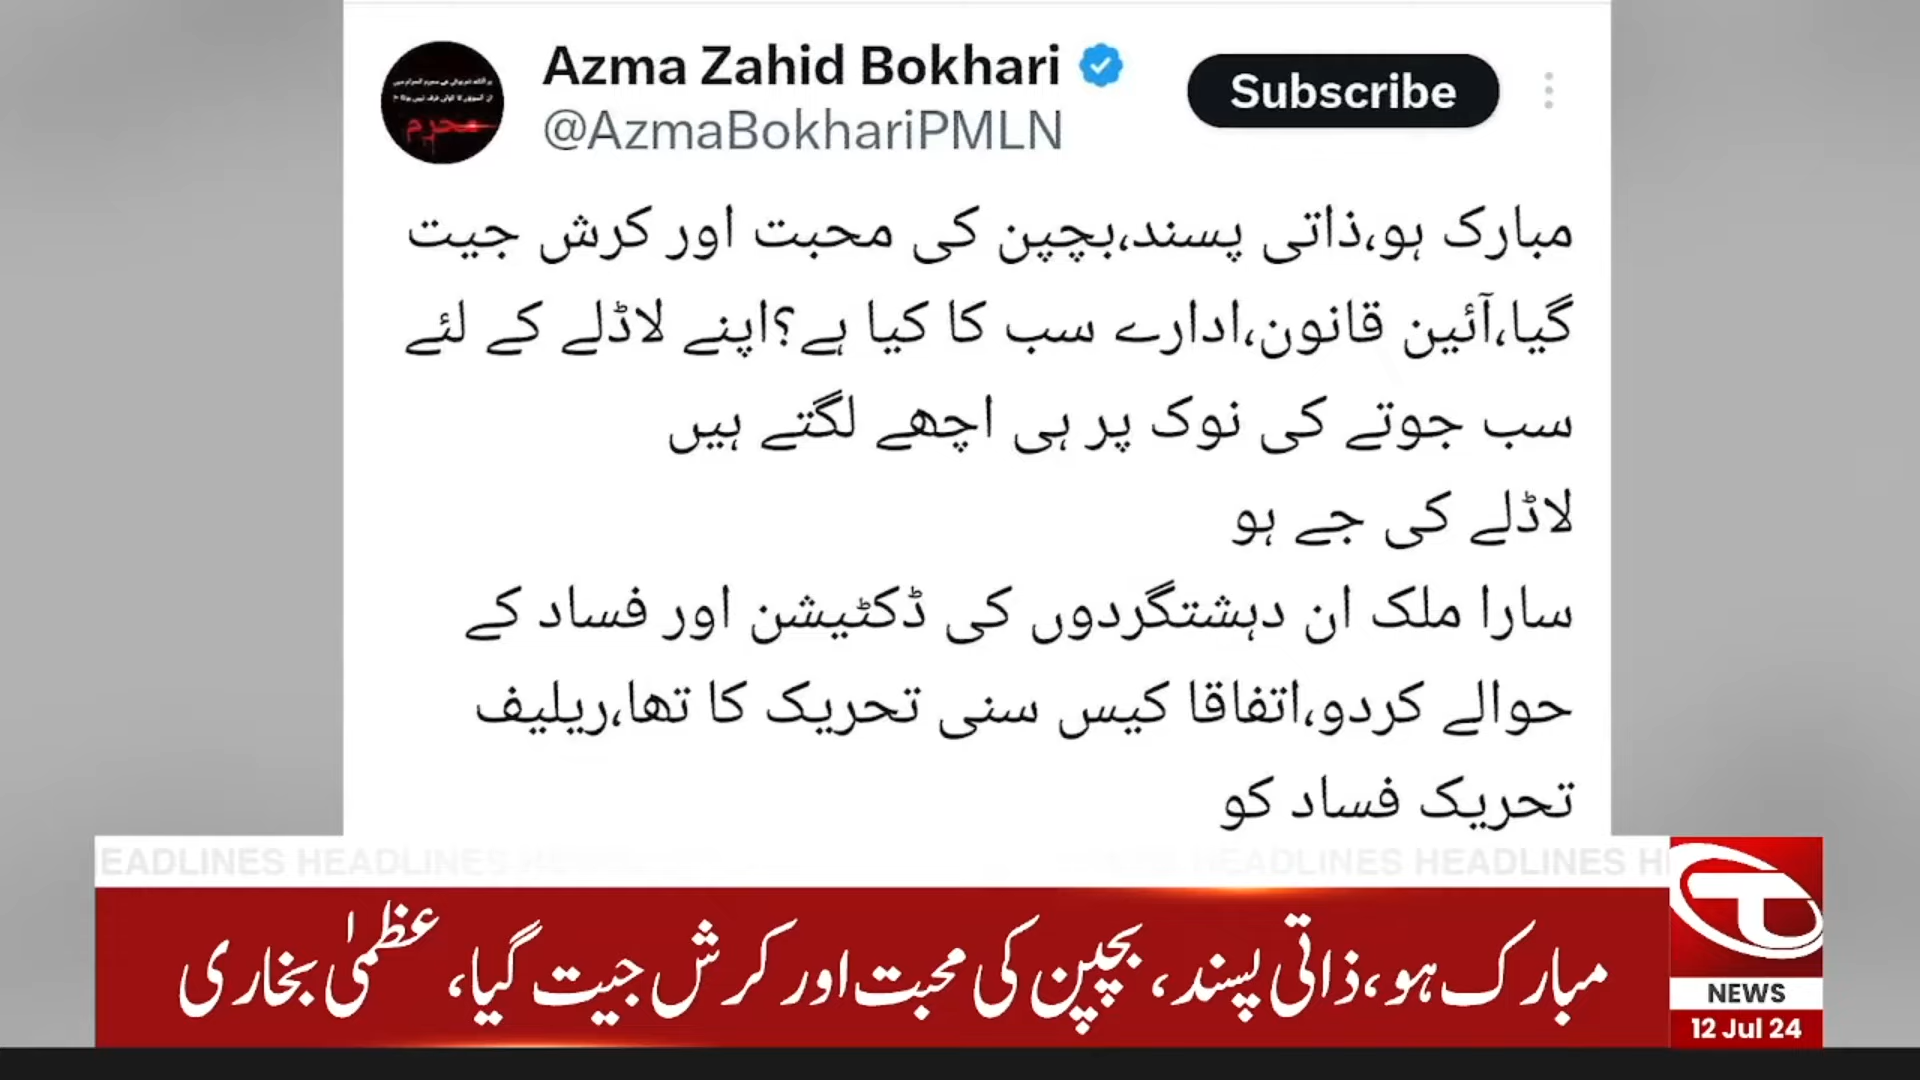 Azma Zahid Bokhari
Subscribe
@AzmaBokhariPMLN
محرم
مبارک ہو،ذاتی پسند،بچپن کی محبت اور کرش جیت
گیا،آئین قانون،ادارے سب کا کیا ہے؟اپنے لاڈلے کے لئے
سب جوتے کی نوک پر ہی اچھے لگتے ہیں
لاڈلے کی جے ہو
سارا ملک ان دہشتگردوں کی ڈکٹیشن اور فساد کے
حوالے کردو،اتفاقا کیس سنی تحریک کا تھا،ریلیف
تحریک فساد کو
EADLINES HEADLINES HEADLINES HEADLINES H
مبارک ہو، ذاتی پسند، بچپن کی محبت اور کرش جیت گیا، عظمیٰ بخاری
T
NEWS
12 Jul 24